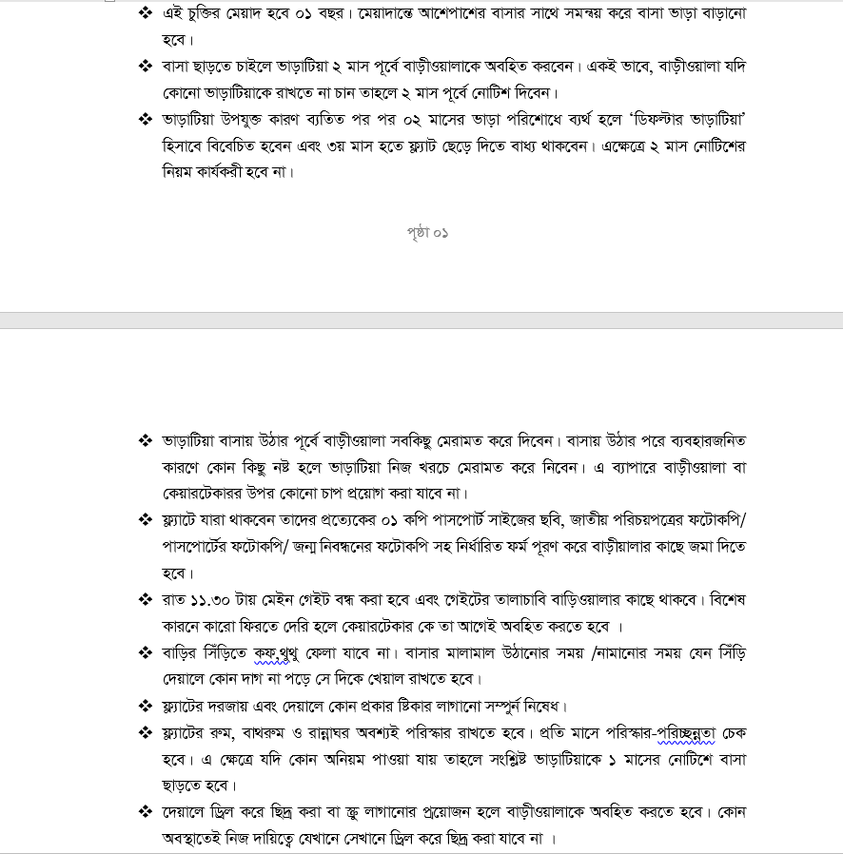 ❖ এই চুক্তির মেয়াদ হবে ০১ বছর। মেয়াদান্তে আশেপাশের বাসার সাথে সমন্বয় করে বাসা ভাড়া বাড়ানো
হবে।
❖ বাসা ছাড়তে চাইলে ভাড়াটিয়া ২ মাস পূর্বে বাড়ীওয়ালাকে অবহিত করবেন। একই ভাবে, বাড়ীওয়ালা যদি
কোনো ভাড়াটিয়াকে রাখতে না চান তাহলে ২ মাস পূর্বে নোটিশ দিবেন।
❖ ভাড়াটিয়া উপযুক্ত কারণ ব্যতিত পর পর ০২ মাসের ভাড়া পরিশোধে ব্যর্থ হলে ‘ডিফল্টার ভাড়াটিয়া’
হিসাবে বিবেচিত হবেন এবং ৩য় মাস হতে ফ্ল্যাট ছেড়ে দিতে বাধ্য থাকবেন। এক্ষেত্রে ২ মাস নোটিশের
নিয়ম কার্যকরী হবে না।
পৃষ্ঠা ০১
❖ ভাড়াটিয়া বাসায় উঠার পূর্বে বাড়ীওয়ালা সবকিছু মেরামত করে দিবেন। বাসায় উঠার পরে ব্যবহারজনিত
কারণে কোন কিছু নষ্ট হলে ভাড়াটিয়া নিজ খরচে মেরামত করে নিবেন। এ ব্যাপারে বাড়ীওয়ালা বা
কেয়ারটেকারর উপর কোনো চাপ প্রয়োগ করা যাবে না।
❖ ফ্ল্যাটে যারা থাকবেন তাদের প্রত্যেকের ০১ কপি পাসপোর্ট সাইজের ছবি, জাতীয় পরিচয়পত্রের ফটোকপি/
পাসপোর্টের ফটোকপি/ জন্ম নিবন্ধনের ফটোকপি সহ নির্ধারিত ফর্ম পূরণ করে বাড়ীয়ালার কাছে জমা দিতে
হবে।
❖ রাত ১১.৩০ টায় মেইন গেইট বন্ধ করা হবে এবং গেইটের তালাচাবি বাড়িওয়ালার কাছে থাকবে। বিশেষ
কারনে কারো ফিরতে দেরি হলে কেয়ারটেকার কে তা আগেই অবহিত করতে হবে ।
❖ বাড়ির সিঁড়িতে কফ,থুথু ফেলা যাবে না। বাসার মালামাল উঠানোর সময় /নামানোর সময় যেন সিঁড়ি
দেয়ালে কোন দাগ না পড়ে সে দিকে খেয়াল রাখতে হবে।
❖ ফ্ল্যাটের দরজায় এবং দেয়ালে কোন প্রকার ষ্টিকার লাগানো সম্পুর্ন নিষেধ।
❖ ফ্ল্যাটের রুম, বাথরুম ও রান্নাঘর অবশ্যই পরিস্কার রাখতে হবে। প্রতি মাসে পরিস্কার-পরিচ্ছন্নতা চেক
হবে। এ ক্ষেত্রে যদি কোন অনিয়ম পাওয়া যায় তাহলে সংশ্লিষ্ট ভাড়াটিয়াকে ১ মাসের নোটিশে বাসা
ছাড়তে হবে।
❖ দেয়ালে ড্রিল করে ছিদ্র করা বা স্ক্রু লাগানোর প্রয়োজন হলে বাড়ীওয়ালাকে অবহিত করতে হবে। কোন
অবস্থাতেই নিজ দায়িত্বে যেখানে সেখানে ড্রিল করে ছিদ্র করা যাবে না ।